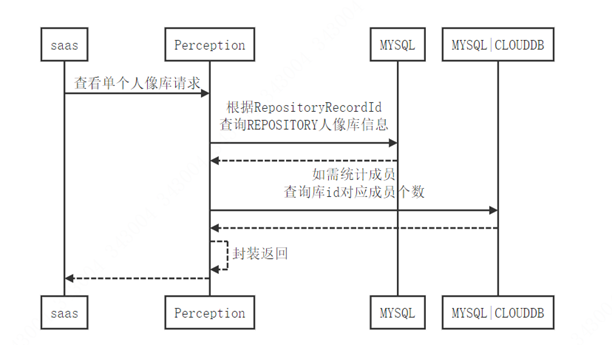 saas
Perception
MYSQL
MYSQL|CLOUDDB
查看单个人像库请求
根据RepositoryRecordId
查询REPOSITORY人像库信息
如需统计成员
查询库id对应成员个数
封装返回
saas
Perception
MYSQL
MYSQL|CLOUDDB